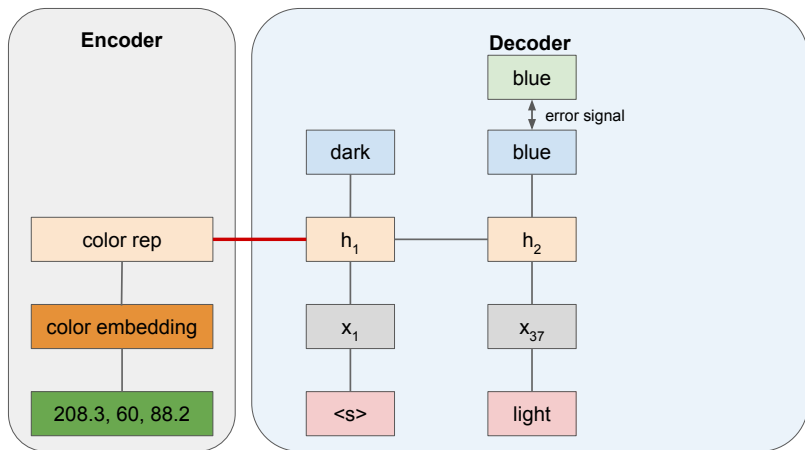 Encoder
Decoder
blue
error signal
dark
blue
color rep
h1
h2
color embedding
x1
x37
208.3, 60, 88.2
<s>
light